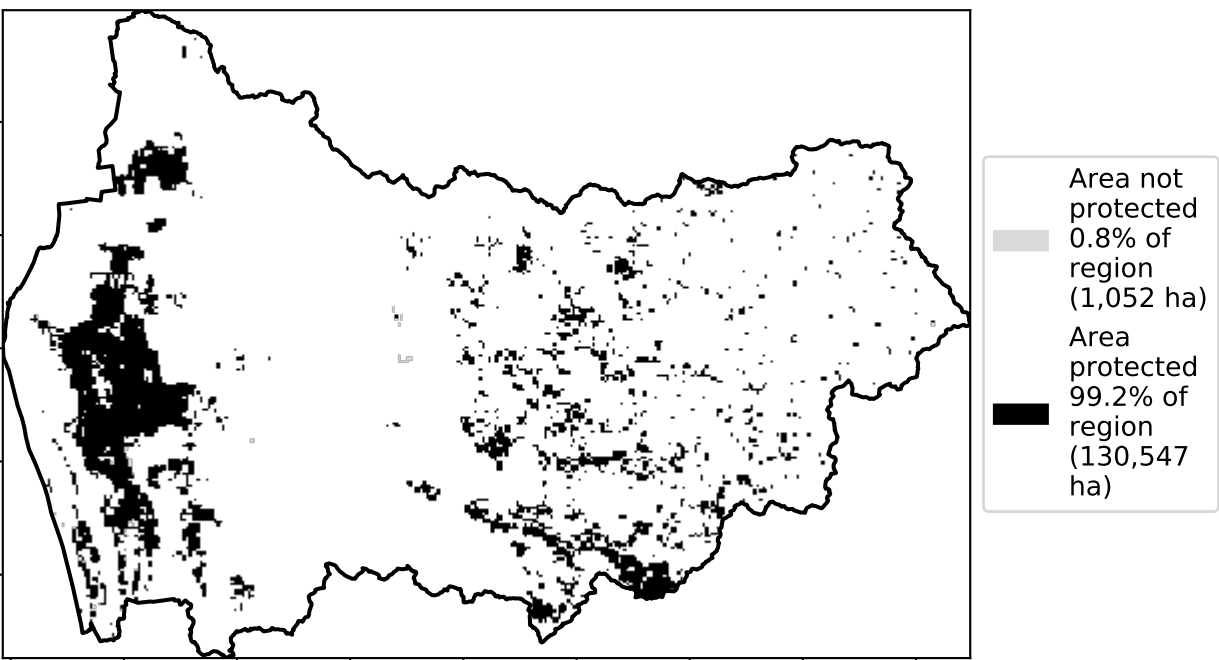 Area not
protected
0.8% of
region
(1,052 ha)
Area
protected
99.2% of
region
(130,547
ha)